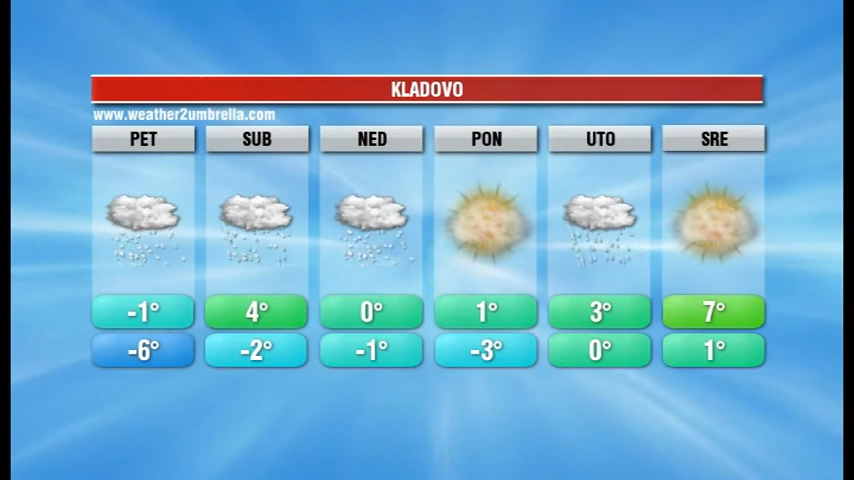 KLADOVO
www.weather2umbrella.com
PET SUB NED PON UTO SRE
-1° 4° 0° 1° 3° 7°
-6° -2° -1° -3° 0° 1°